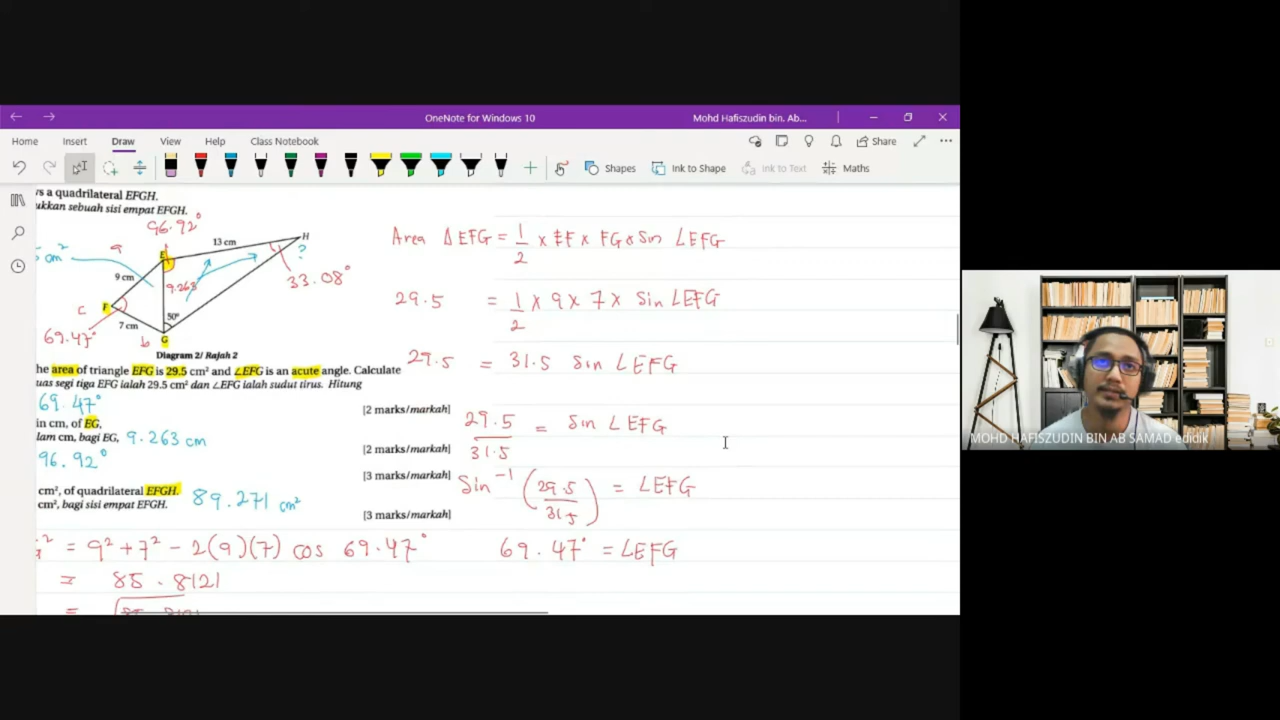 OneNote for Windows 10
Mohd Hafiszudin bin. Ab...
Home Insert Draw View Help Class Notebook
Share
Shapes Ink to Shape Ink to Text Maths
ws a quadrilateral EFGH.
ukkan sebuah sisi empat EFGH.
96.92°
13 cm H
cm² a E ?
9 cm 9.263 33.08°
c F
7 cm 50°
69.47° b G
Diagram 2/ Rajah 2
he area of triangle EFG is 29.5 cm² and ∠EFG is an acute angle. Calculate
uas segi tiga EFG ialah 29.5 cm² dan ∠EFG ialah sudut tirus. Hitung
69.47°
[2 marks/markah]
in cm, of EG,
lam cm, bagi EG, 9.263 cm
[2 marks/markah]
96.92°
[3 marks/markah]
cm², of quadrilateral EFGH.
cm², bagi sisi empat EFGH. 89.271 cm²
[3 marks/markah]
² = 9² + 7² - 2(9)(7) cos 69.47°
= 85.8121
=
Area Δ EFG = 1/2 × EF × FG × Sin ∠EFG
29.5 = 1/2 × 9 × 7 × Sin ∠EFG
29.5 = 31.5 Sin ∠EFG
29.5/31.5 = Sin ∠EFG
Sin⁻¹ (29.5/31.5) = ∠EFG
69.47° = ∠EFG
MOHD HAFISZUDIN BIN AB SAMAD edidik